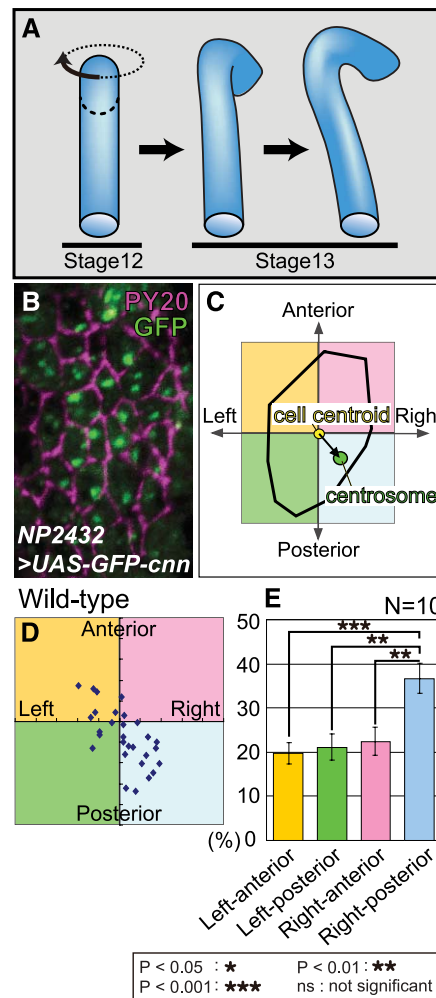 A
Stage12
Stage13
B
PY20
GFP
NP2432
>UAS-GFP-cnn
C
Anterior
Left
Righ
cell centroid
centrosome
Posterior
Wild-type
D
Anterior
Left
Right
Posterior
E
N=10
***
**
**
50
40
30
20
10
0
(%)
Left-anterior
Left-posterior
Right-anterior
Right-posterior
P < 0.05 : *
P < 0.01 : **
P < 0.001 : ***
ns : not significant